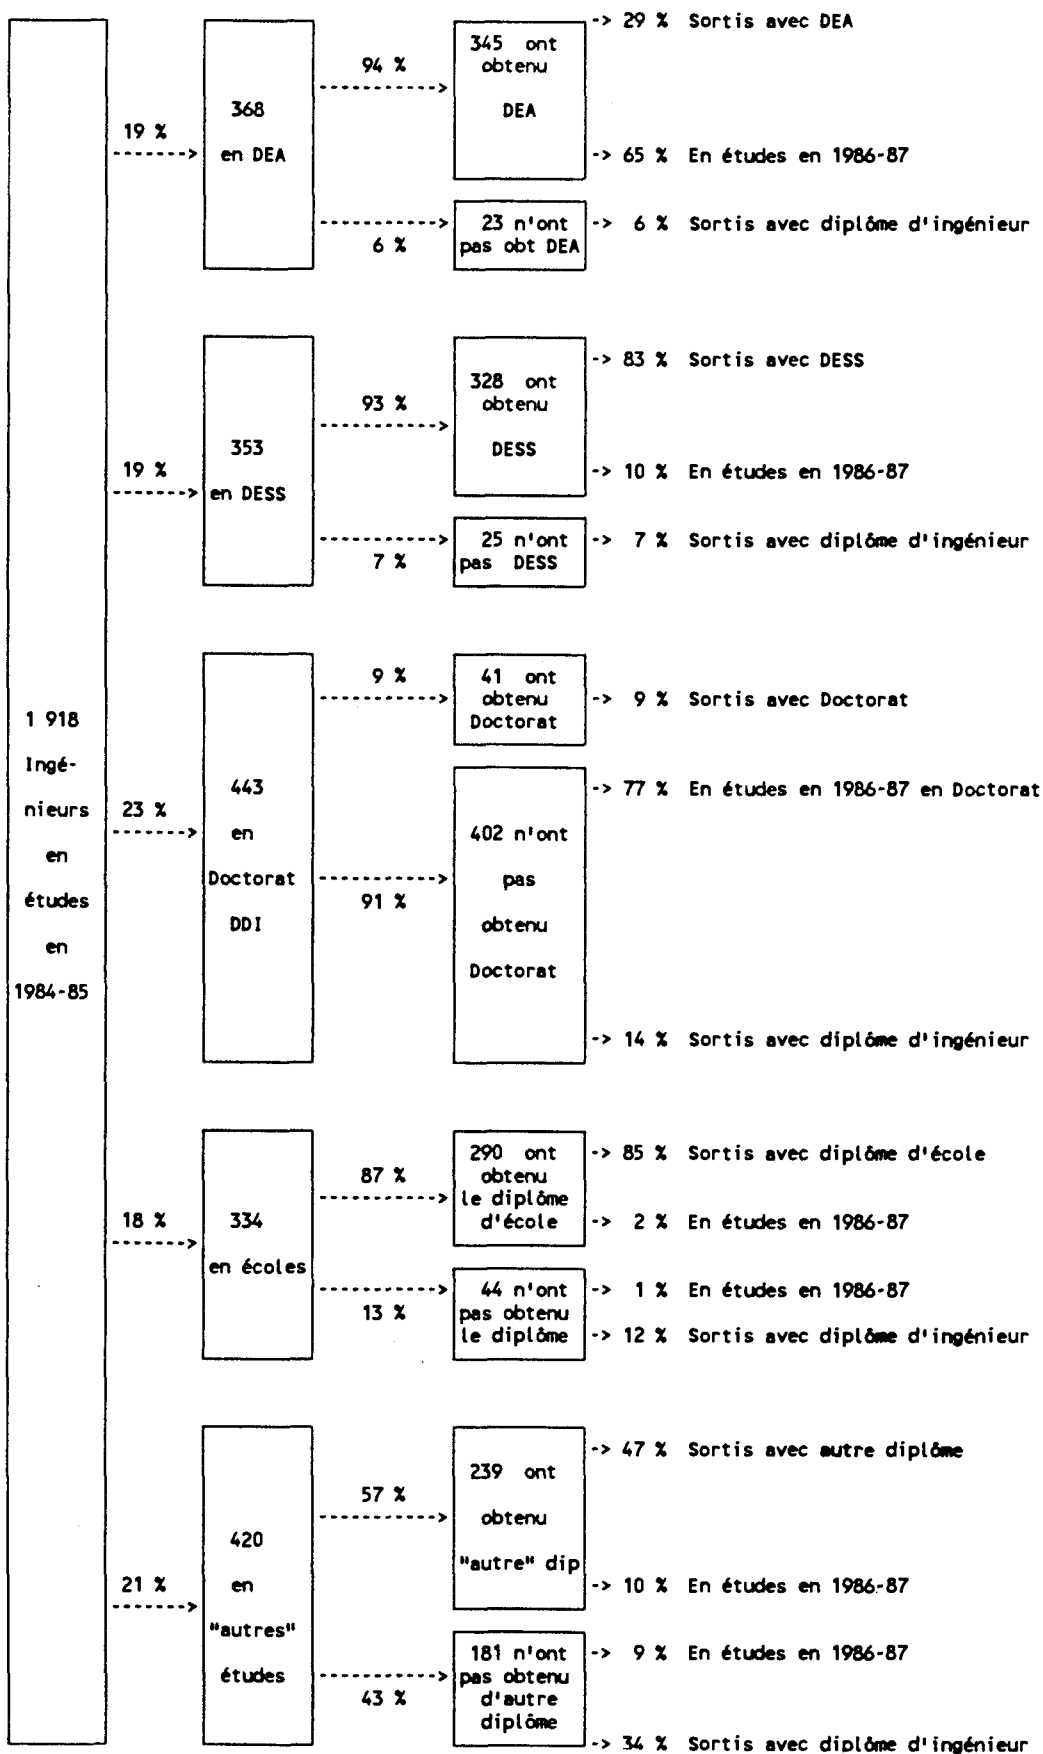 1 918
Ingé-
nieurs
en
études
en
1984-85
19 %
368
en DEA
94 %
345 ont
obtenu
DEA
-> 29 % Sortis avec DEA
-> 65 % En études en 1986-87
6 %
23 n'ont
pas obt DEA
-> 6 % Sortis avec diplôme d'ingénieur
19 %
353
en DESS
93 %
328 ont
obtenu
DESS
-> 83 % Sortis avec DESS
-> 10 % En études en 1986-87
7 %
25 n'ont
pas DESS
-> 7 % Sortis avec diplôme d'ingénieur
23 %
443
en
Doctorat
DDI
9 %
41 ont
obtenu
Doctorat
-> 9 % Sortis avec Doctorat
91 %
402 n'ont
pas
obtenu
Doctorat
-> 77 % En études en 1986-87 en Doctorat
-> 14 % Sortis avec diplôme d'ingénieur
18 %
334
en écoles
87 %
290 ont
obtenu
le diplôme
d'école
-> 85 % Sortis avec diplôme d'école
-> 2 % En études en 1986-87
13 %
44 n'ont
pas obtenu
le diplôme
-> 1 % En études en 1986-87
-> 12 % Sortis avec diplôme d'ingénieur
21 %
420
en
"autres"
études
57 %
239 ont
obtenu
"autre" dip
-> 47 % Sortis avec autre diplôme
-> 10 % En études en 1986-87
43 %
181 n'ont
pas obtenu
d'autre
diplôme
-> 9 % En études en 1986-87
-> 34 % Sortis avec diplôme d'ingénieur